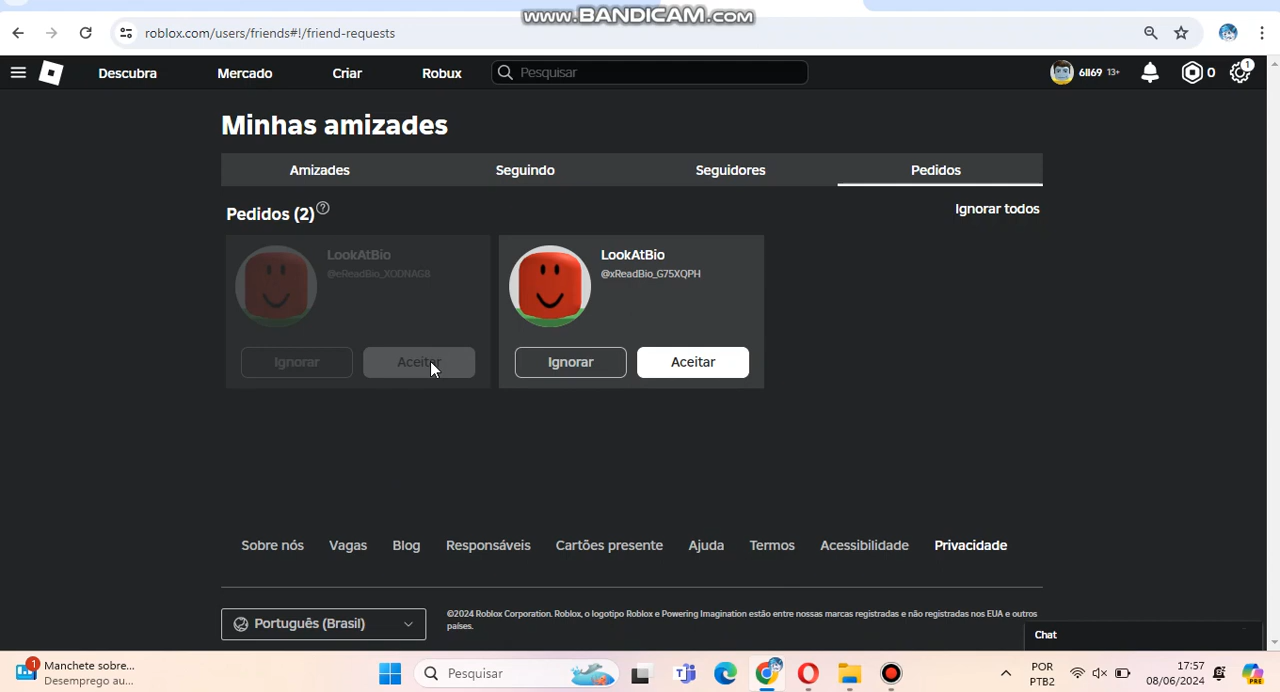 www.BANDICAM.com
roblox.com/users/friends#!/friend-requests
Descubra
Mercado
Criar
Robux
Pesquisar
6ll69 13+
0
1
Minhas amizades
Amizades
Seguindo
Seguidores
Pedidos
Pedidos (2)
?
Ignorar todos
LookAtBio
@eReadBio_XODNAG8
Ignorar
Aceitar
LookAtBio
@xReadBio_G75XQPH
Ignorar
Aceitar
Sobre nós
Vagas
Blog
Responsáveis
Cartões presente
Ajuda
Termos
Acessibilidade
Privacidade
Português (Brasil)
©2024 Roblox Corporation. Roblox, o logotipo Roblox e Powering Imagination estão entre nossas marcas registradas e não registradas nos EUA e outros
países.
Chat
1
Manchete sobre...
Desemprego au...
Pesquisar
POR
PTB2
17:57
08/06/2024
PRE